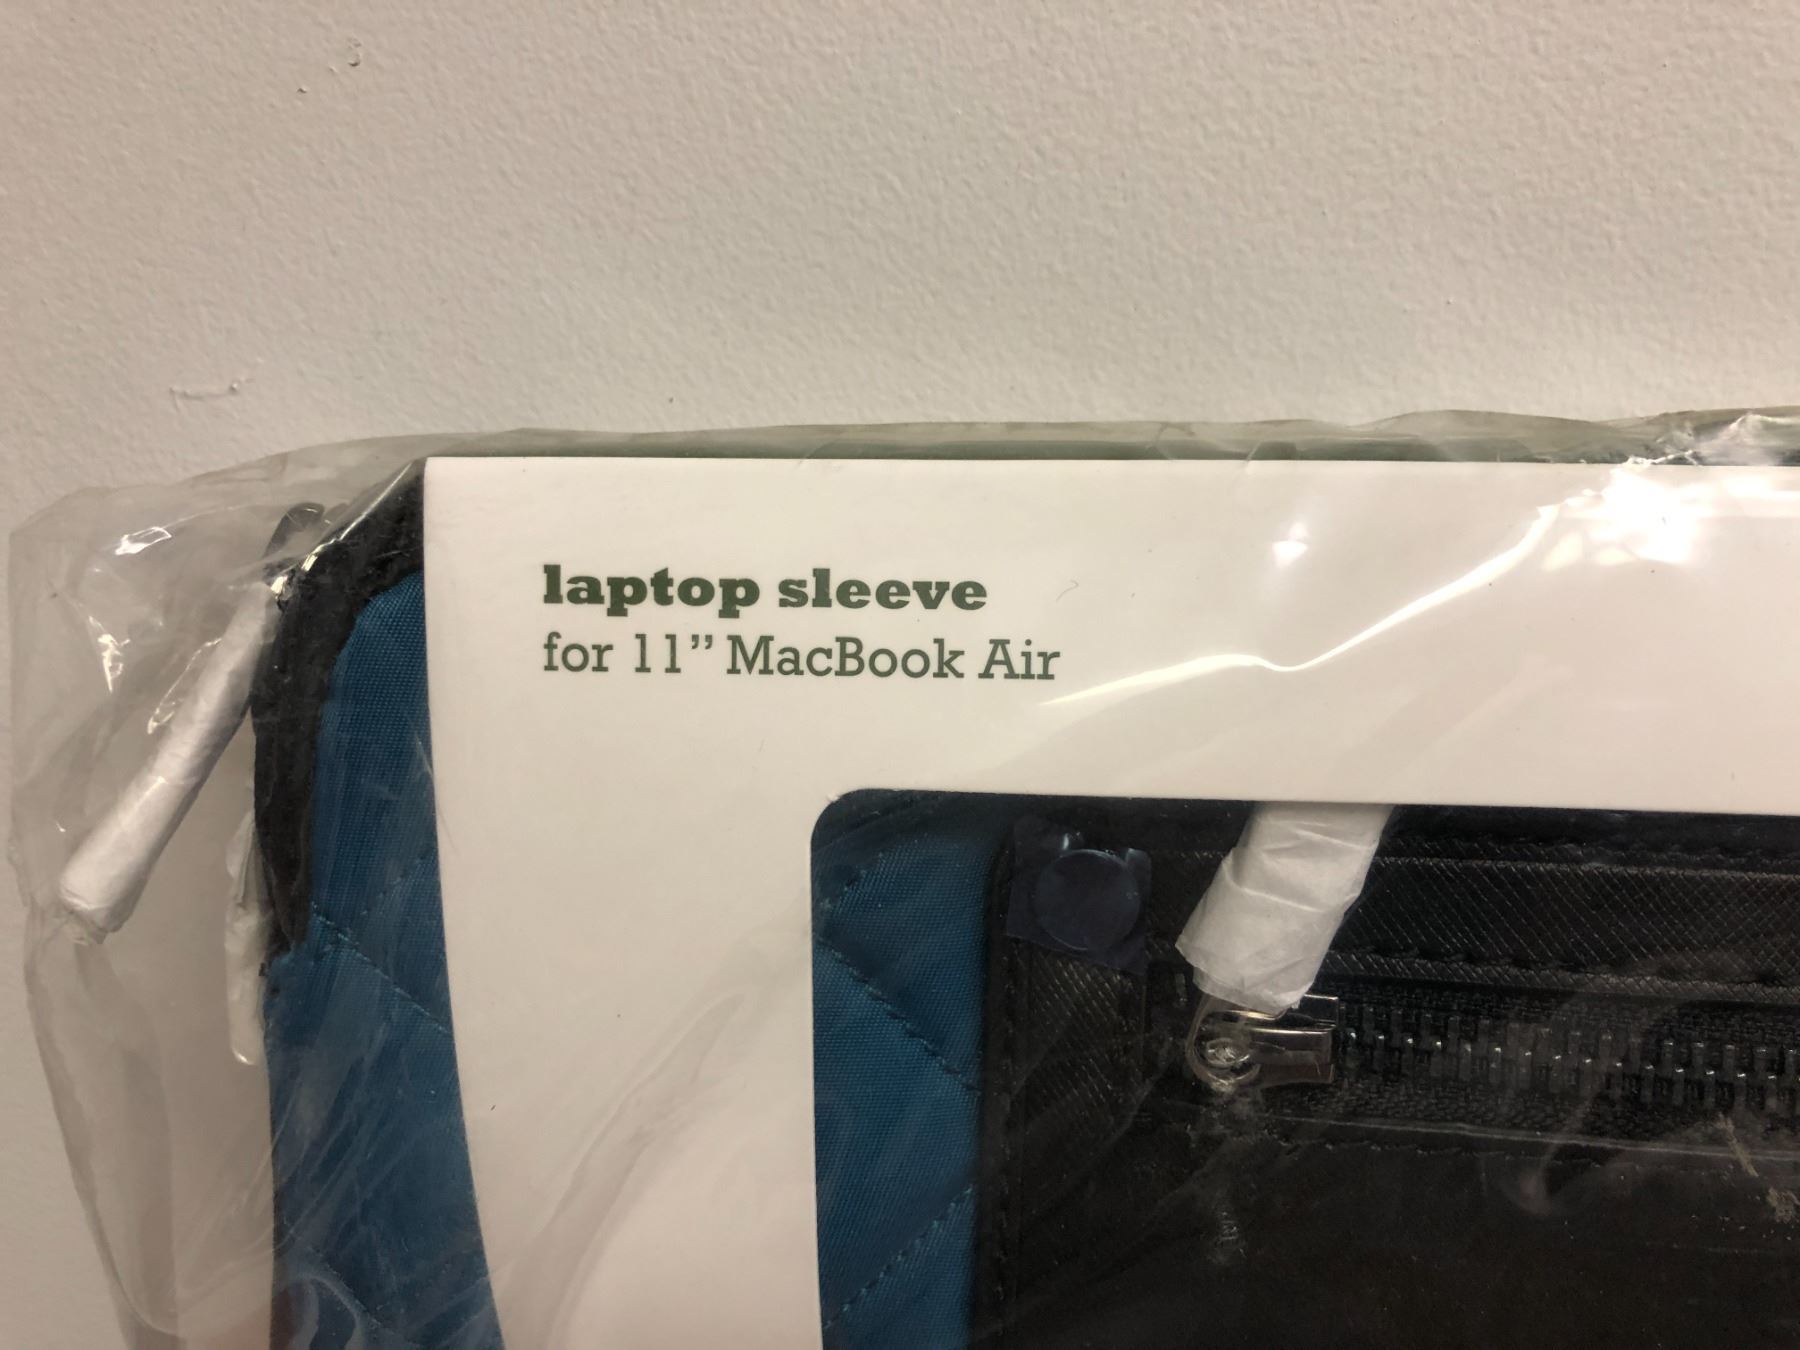 laptop sleeve
for 11” MacBook Air